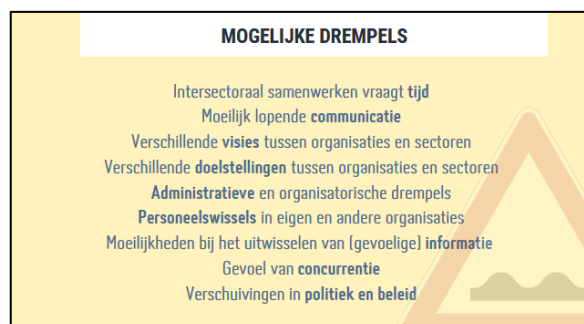 MOGELIJKE DREMPELS
Intersectoraal samenwerken vraagt tijd
Moeilijk lopende communicatie
Verschillende visies tussen organisaties en sectoren
Verschillende doelstellingen tussen organisaties en sectoren
Administratieve en organisatorische drempels
Personeelswissels in eigen en andere organisaties
Moeilijkheden bij het uitwisselen van (gevoelige) informatie
Gevoel van concurrentie
Verschuivingen in politiek en beleid